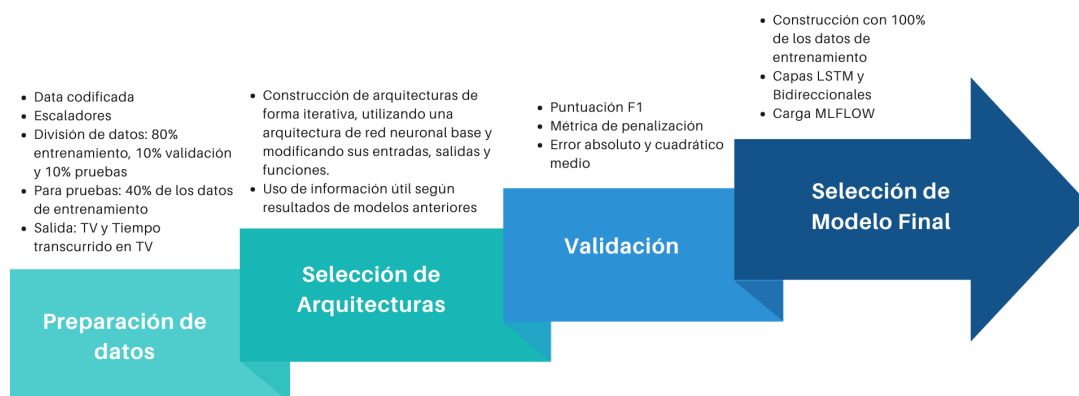 • Data codificada
• Escaladores
• División de datos: 80%
entrenamiento, 10% validación
y 10% pruebas
• Para pruebas: 40% de los datos
de entrenamiento
• Salida: TV y Tiempo
transcurrido en TV
Preparación de
datos
• Construcción de arquitecturas de
forma iterativa, utilizando una
arquitectura de red neuronal base y
modificando sus entradas, salidas y
funciones.
• Uso de información útil según
resultados de modelos anteriores
Selección de
Arquitecturas
• Puntuación F1
• Métrica de penalización
• Error absoluto y cuadrático
medio
Validación
• Construcción con 100%
de los datos de
entrenamiento
• Capas LSTM y
Bidireccionales
• Carga MLFLOW
Selección de
Modelo Final